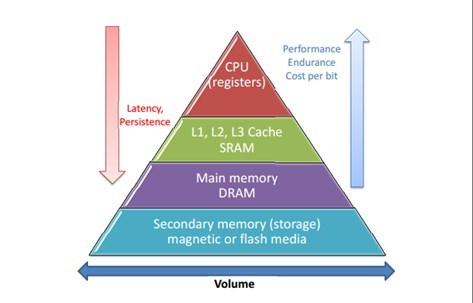 CPU
(registers)
Performance
Endurance
Cost per bit
Latency,
Persistence
L1, L2, L3 Cache
SRAM
Main memory
DRAM
Secondary memory (storage)
magnetic or flash media
Volume